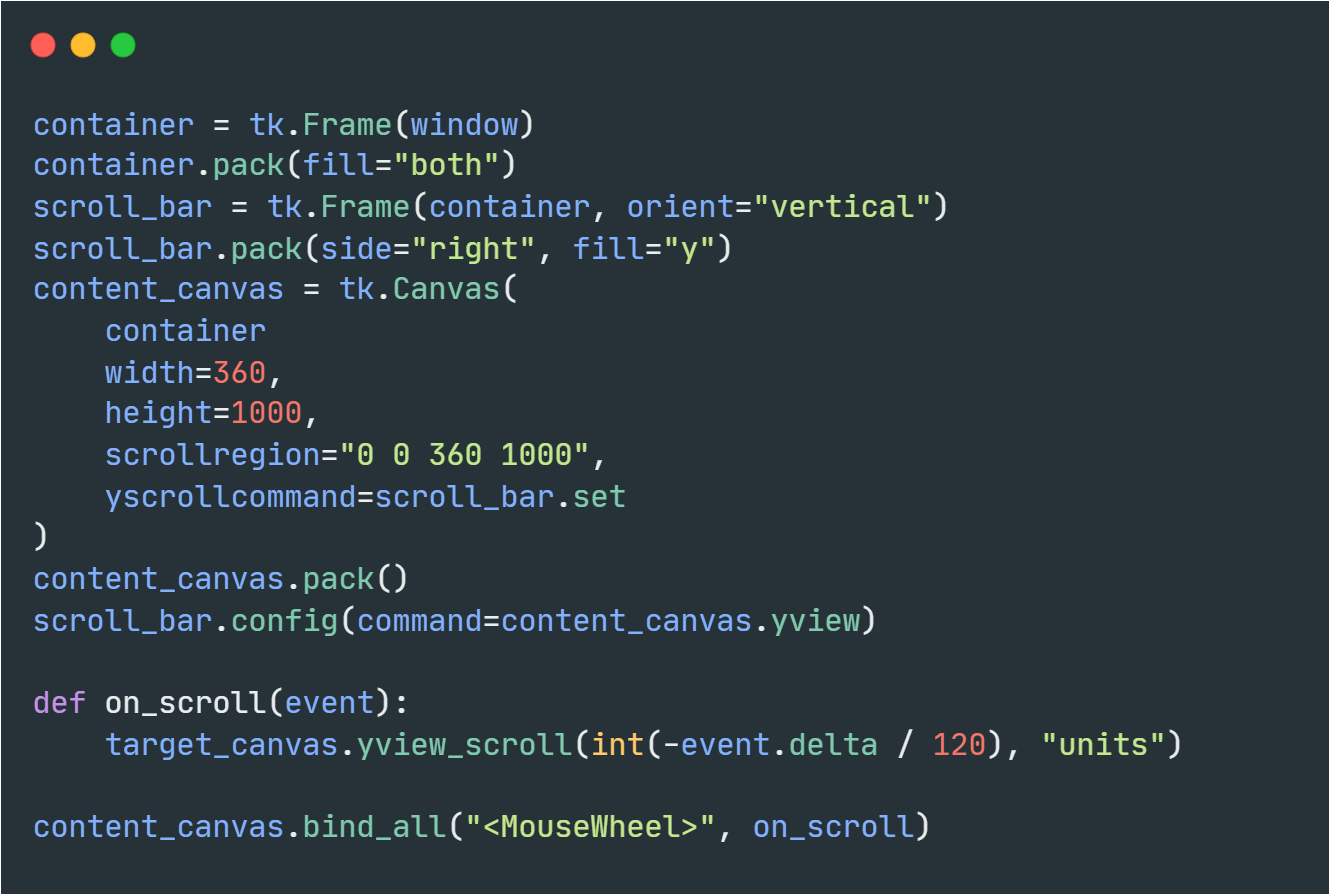 container = tk.Frame(window)
container.pack(fill="both")
scroll_bar = tk.Frame(container, orient="vertical")
scroll_bar.pack(side="right", fill="y")
content_canvas = tk.Canvas(
    container
    width=360,
    height=1000,
    scrollregion="0 0 360 1000",
    yscrollcommand=scroll_bar.set
)
content_canvas.pack()
scroll_bar.config(command=content_canvas.yview)

def on_scroll(event):
    target_canvas.yview_scroll(int(-event.delta / 120), "units")

content_canvas.bind_all("<MouseWheel>", on_scroll)